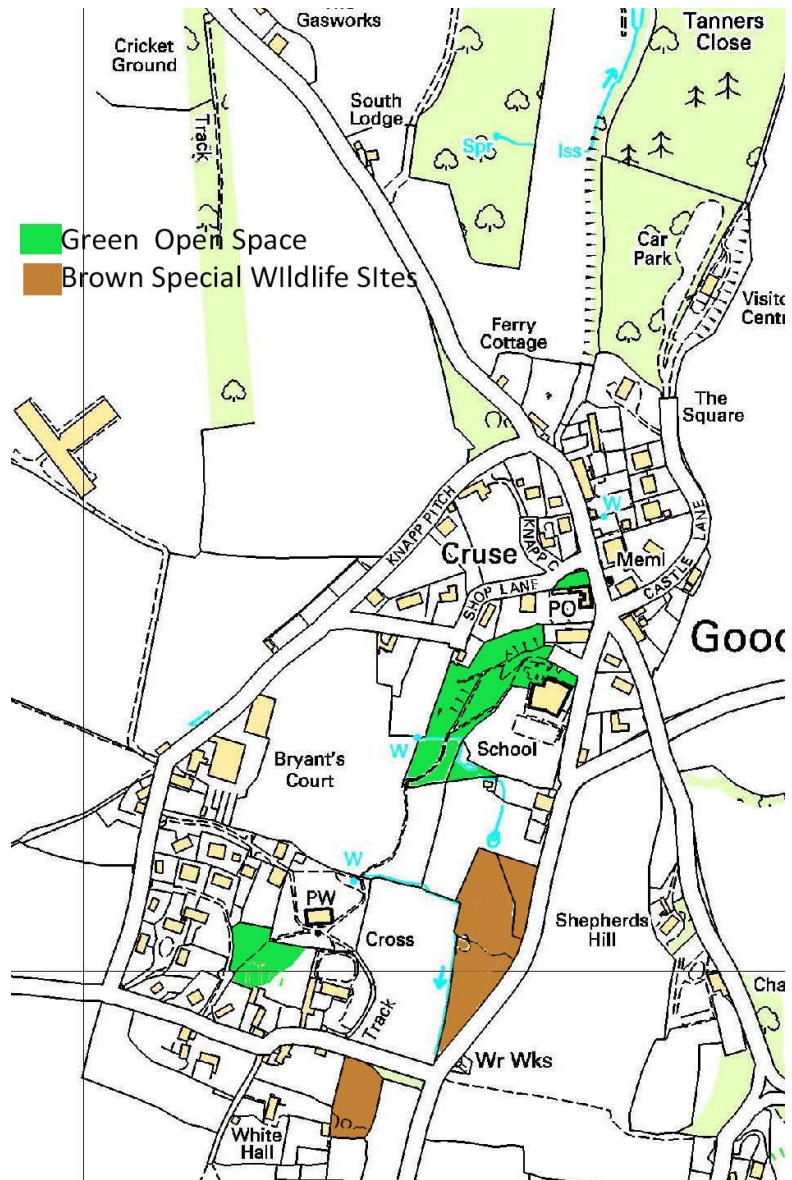 Gasworks
Tanners
Close
Cricket
Ground
South
Lodge
Track
Spr
Iss
Green Open Space
Brown Special WIldlife SItes
Car
Park
Visito
Centr
Ferry
Cottage
The
Square
KNAPP PITCH
W
KNAPP C
Cruse
Meml
CASTLE LANE
SHOP LANE
PO
Good
School
W
Bryant's
Court
W
PW
Cross
Shepherds
Hill
Track
Cha
Wr Wks
White
Hall